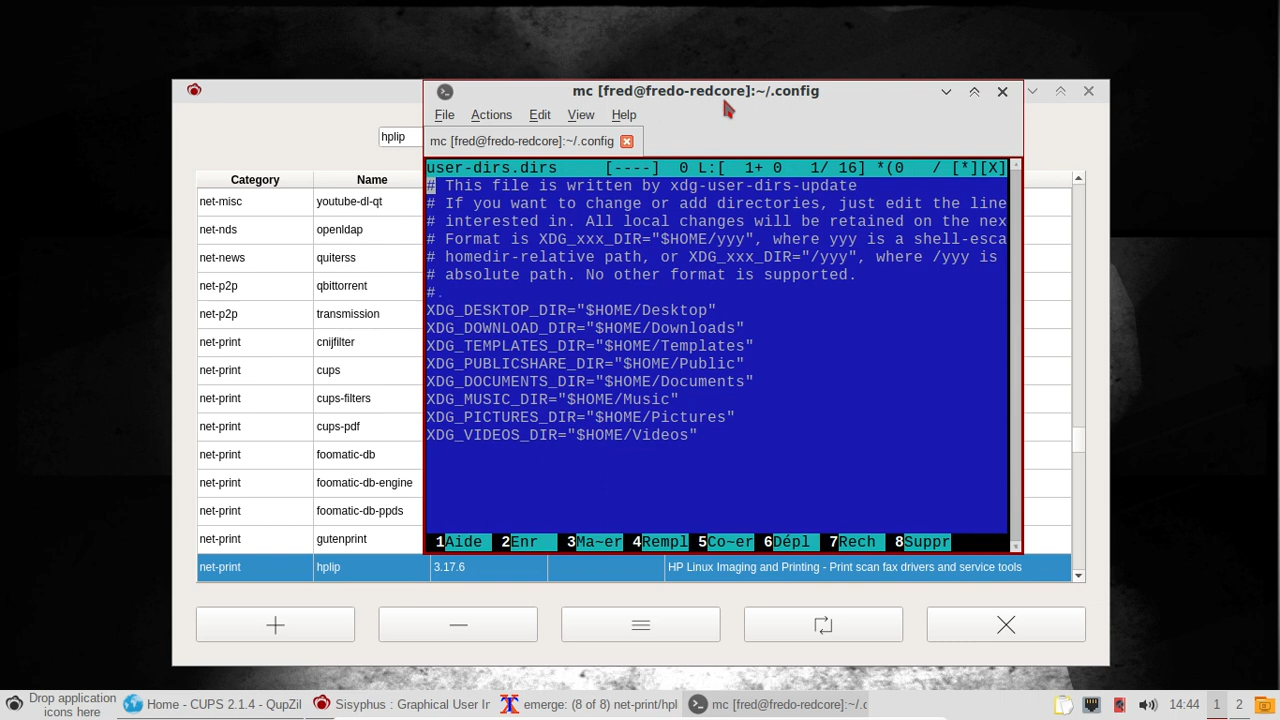 mc [fred@fredo-redcore]:~/.config
File Actions Edit View Help
mc [fred@fredo-redcore]:~/.config
hplip
Category Name
net-misc youtube-dl-qt
net-nds openldap
net-news quiterss
net-p2p qbittorrent
net-p2p transmission
net-print cnijfilter
net-print cups
net-print cups-filters
net-print cups-pdf
net-print foomatic-db
net-print foomatic-db-engine
net-print foomatic-db-ppds
net-print gutenprint
net-print hplip 3.17.6 HP Linux Imaging and Printing - Print scan fax drivers and service tools
user-dirs.dirs [----] 0 L:[ 1+ 0 1/ 16] *(0 / [*][X]
# This file is written by xdg-user-dirs-update
# If you want to change or add directories, just edit the line
# interested in. All local changes will be retained on the nex
# Format is XDG_xxx_DIR="$HOME/yyy", where yyy is a shell-esca
# homedir-relative path, or XDG_xxx_DIR="/yyy", where /yyy is
# absolute path. No other format is supported.
#.
XDG_DESKTOP_DIR="$HOME/Desktop"
XDG_DOWNLOAD_DIR="$HOME/Downloads"
XDG_TEMPLATES_DIR="$HOME/Templates"
XDG_PUBLICSHARE_DIR="$HOME/Public"
XDG_DOCUMENTS_DIR="$HOME/Documents"
XDG_MUSIC_DIR="$HOME/Music"
XDG_PICTURES_DIR="$HOME/Pictures"
XDG_VIDEOS_DIR="$HOME/Videos"
1Aide 2Enr 3Ma~er 4Rempl 5Co~er 6Dépl 7Rech 8Suppr
Drop application
icons here
Home - CUPS 2.1.4 - QupZil
Sisyphus : Graphical User In
emerge: (8 of 8) net-print/hpl
mc [fred@fredo-redcore]:~/.c
14:44 1 2